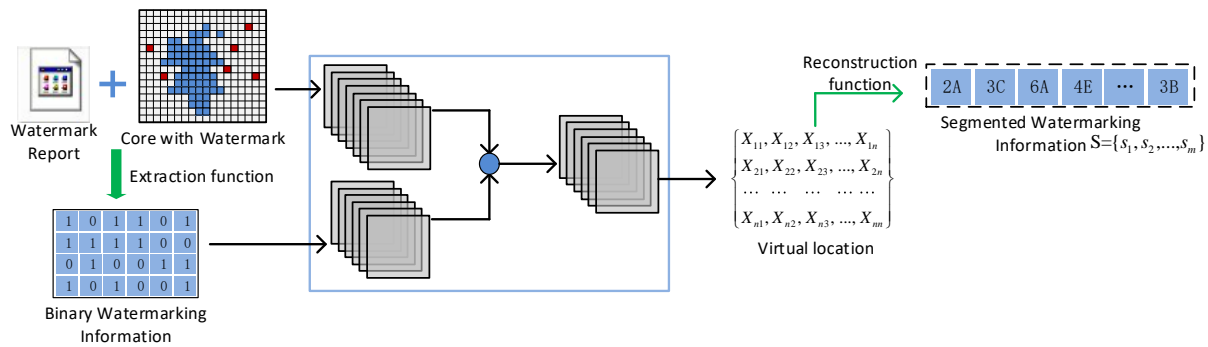 Watermark
Report
Core with Watermark
Extraction function
1 0 1 1 0 1
1 1 1 1 0 0
0 1 0 0 1 1
1 0 1 0 0 1
Binary Watermarking
Information
X11, X12, X13, ..., X1n
X21, X22, X23, ..., X2n
... ... ... ... ...
Xn1, Xn2, Xn3, ..., Xnn
Virtual location
Reconstruction
function
2A 3C 6A 4E ... 3B
Segmented Watermarking
Information S={s1, s2,...,sm}